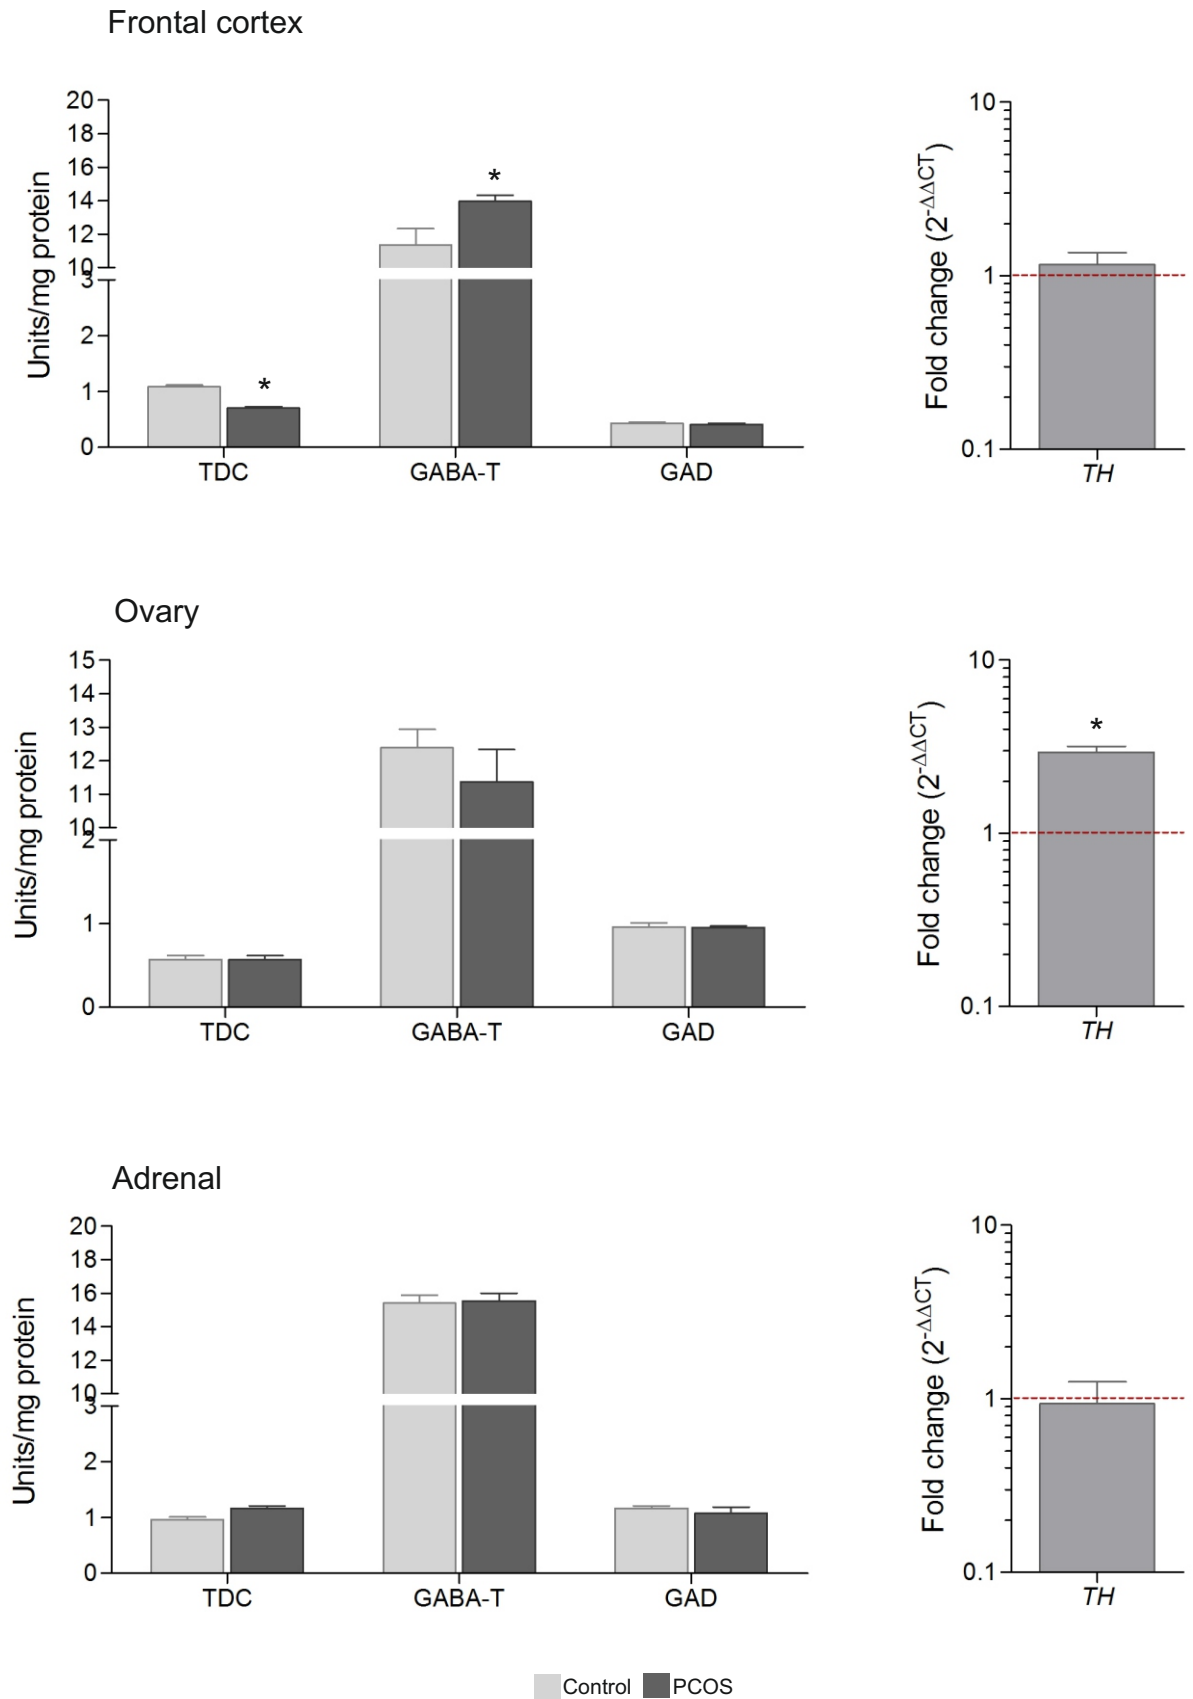 Frontal cortex
Units/mg protein
20
18
16
14
12
10
3
2
1
0
*
*
TDC
GABA-T
GAD
Fold change (2-ΔΔCT)
10
1
0.1
TH
Ovary
Units/mg protein
15
14
13
12
11
10
2
1
0
TDC
GABA-T
GAD
Fold change (2-ΔΔCT)
10
1
0.1
*
TH
Adrenal
Units/mg protein
20
18
16
14
12
10
3
2
1
0
TDC
GABA-T
GAD
Fold change (2-ΔΔCT)
10
1
0.1
TH
Control
PCOS